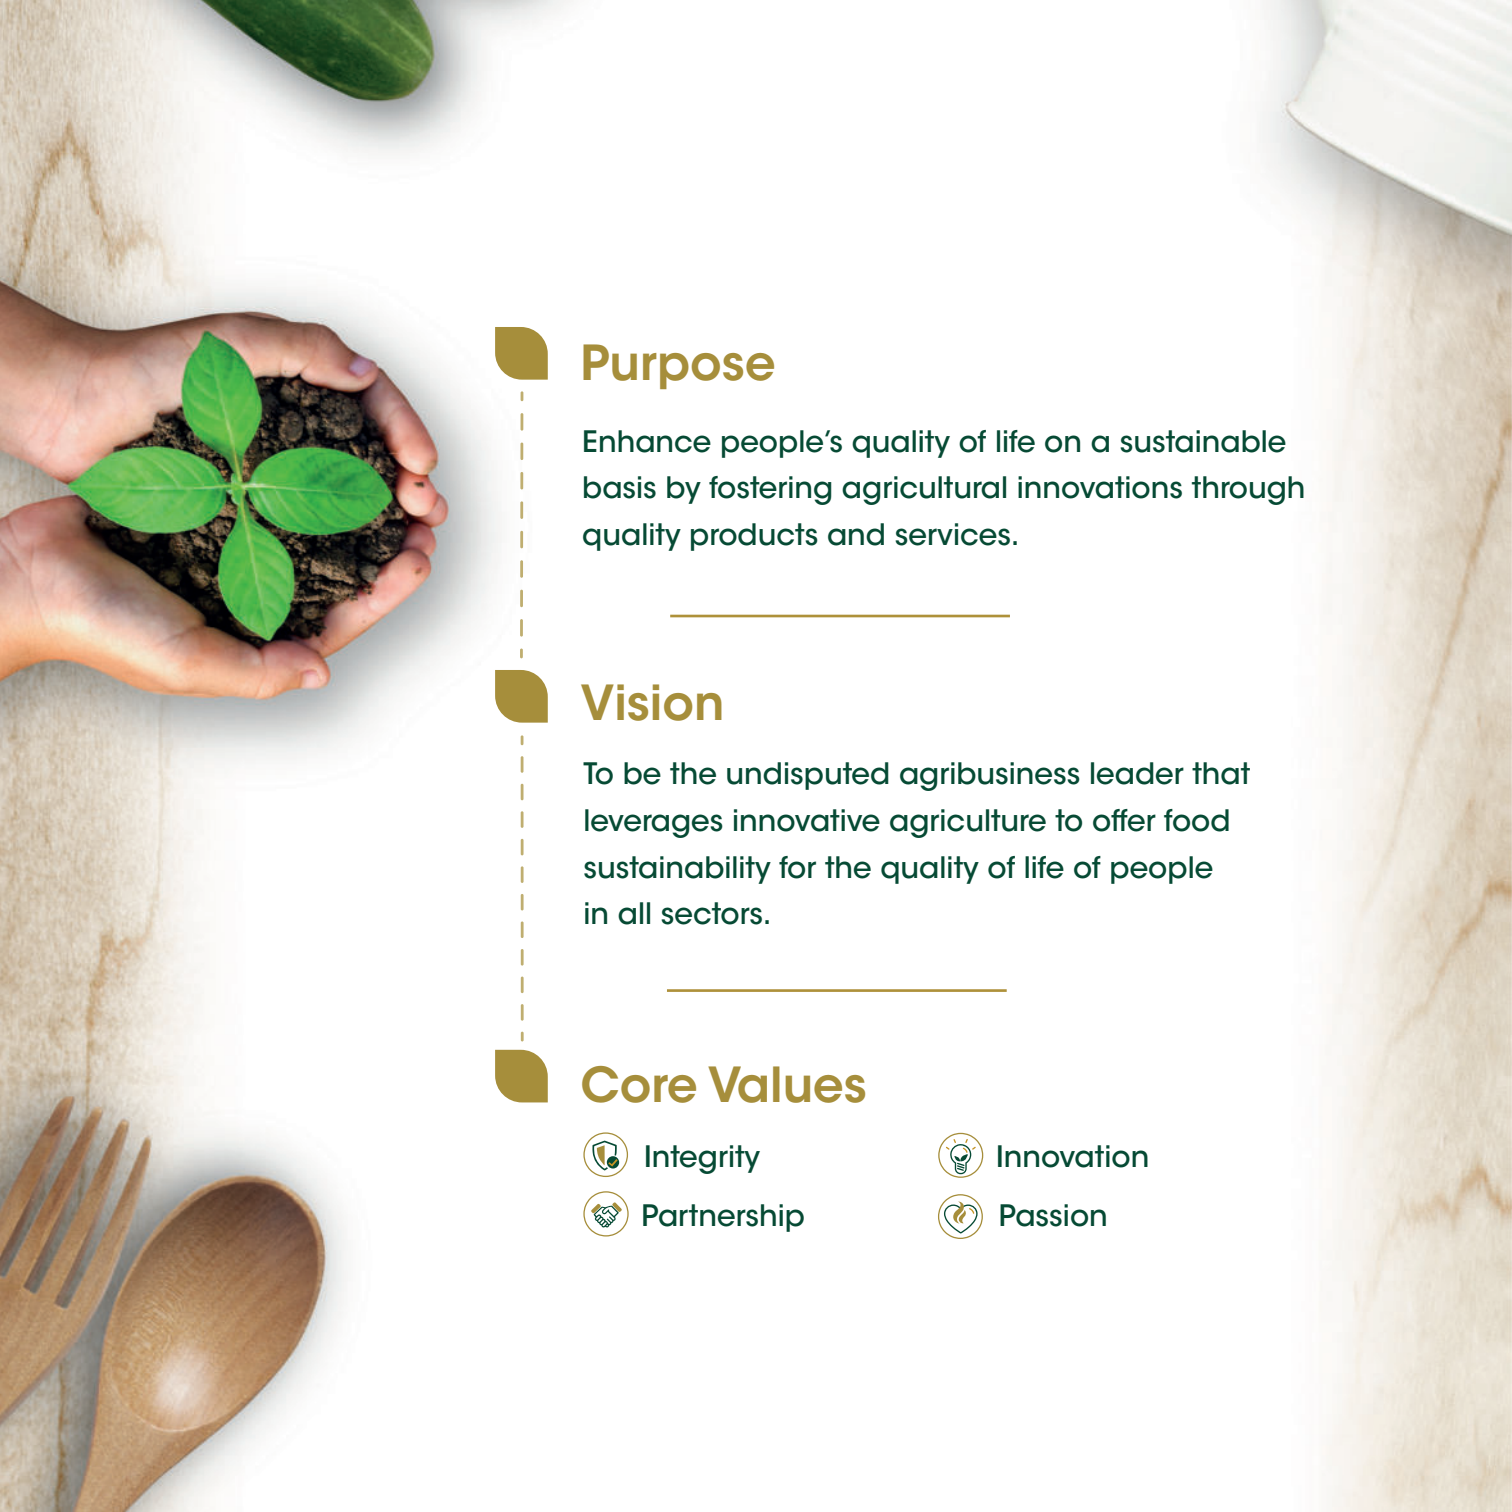 Purpose
Enhance people’s quality of life on a sustainable
basis by fostering agricultural innovations through
quality products and services.
Vision
To be the undisputed agribusiness leader that
leverages innovative agriculture to offer food
sustainability for the quality of life of people
in all sectors.
Core Values
Integrity
Innovation
Partnership
Passion